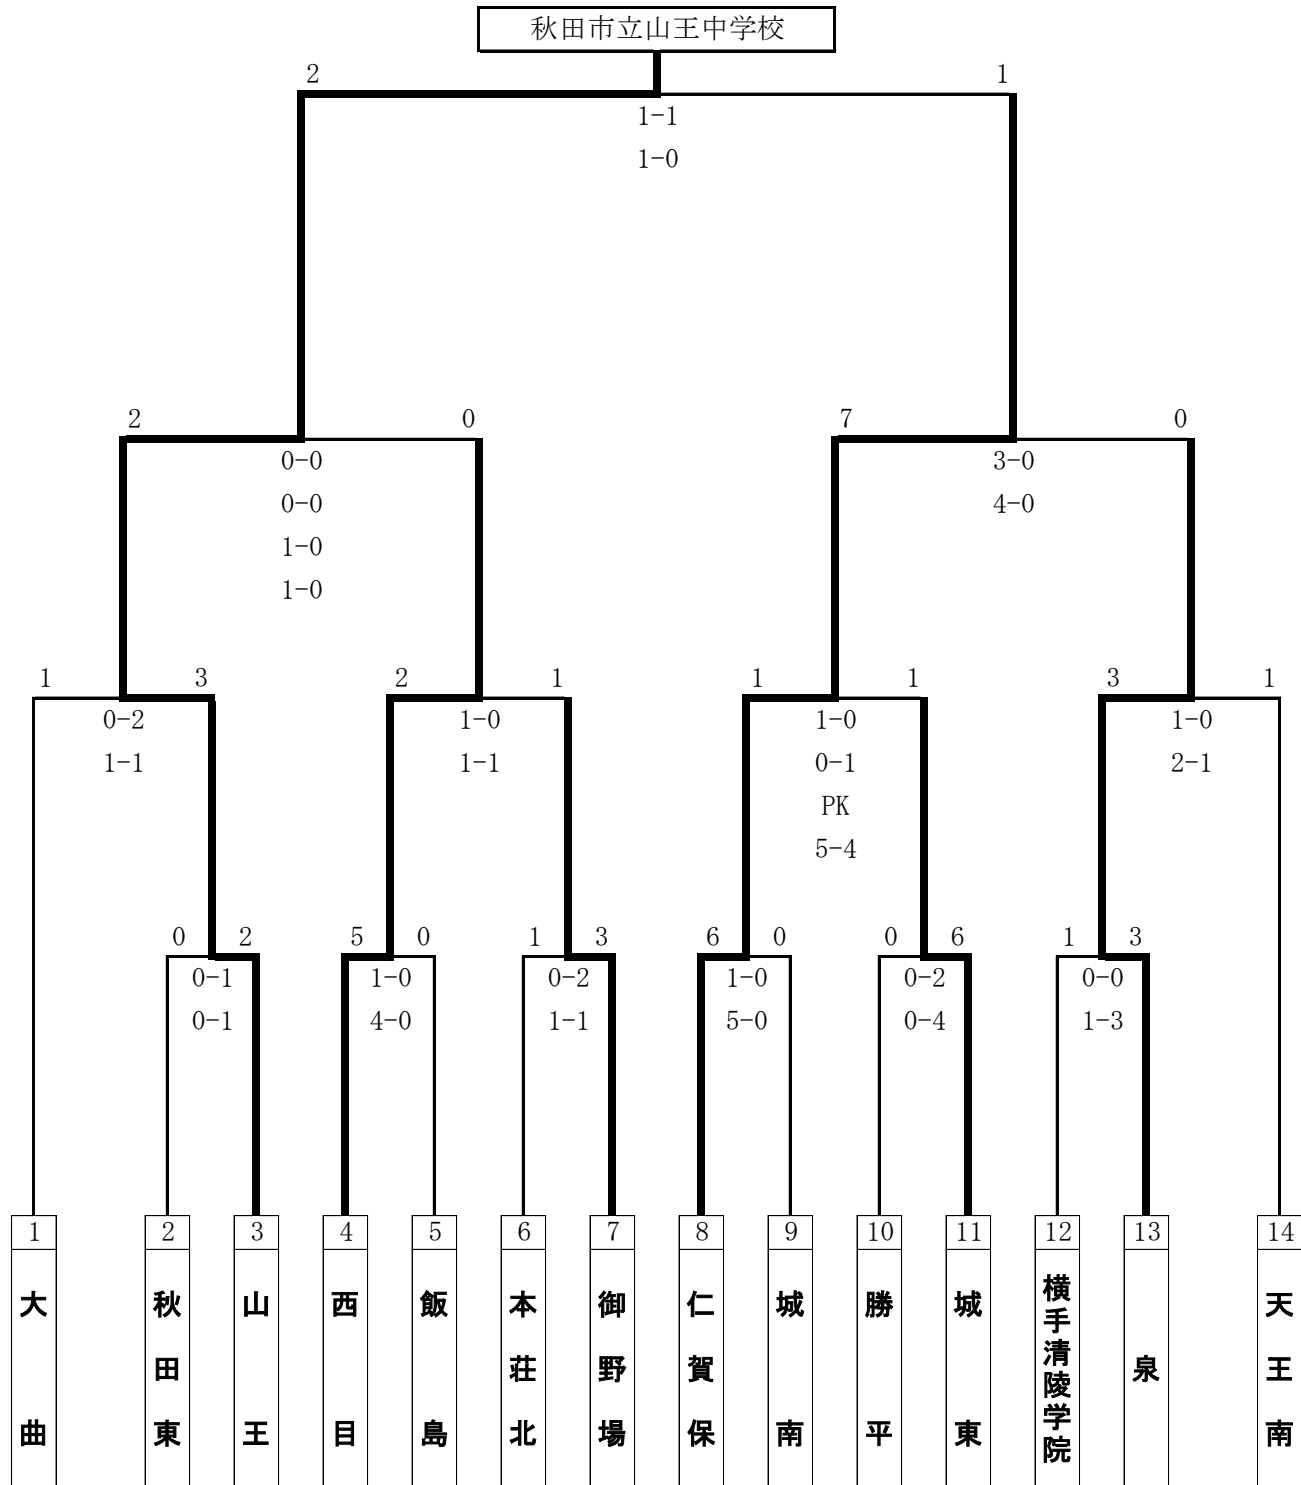 秋田市立山王中学校
2 1
1-1
1-0
2 0 7 0
0-0 3-0
0-0 4-0
1-0
1-0
1 3 2 1 1 1 3 1
0-2 1-0 1-0 1-0
1-1 1-1 0-1 2-1
PK
5-4
0 2 5 0 1 3 6 0 0 6 1 3
0-1 1-0 0-2 1-0 0-2 0-0
0-1 4-0 1-1 5-0 0-4 1-3
1 2 3 4 5 6 7 8 9 10 11 12 13 14
大曲
秋田東
山王
西目
飯島
本荘北
御野場
仁賀保
城南
勝平
城東
横手清陵学院
泉
天王南